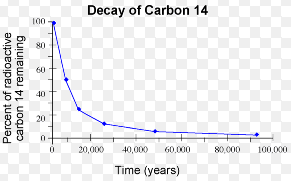 Decay of Carbon 14
Percent of radioactive
carbon 14 remaining
100
80
60
40
20
0
0 20,000 40,000 60,000 80,000 100,000
Time (years)